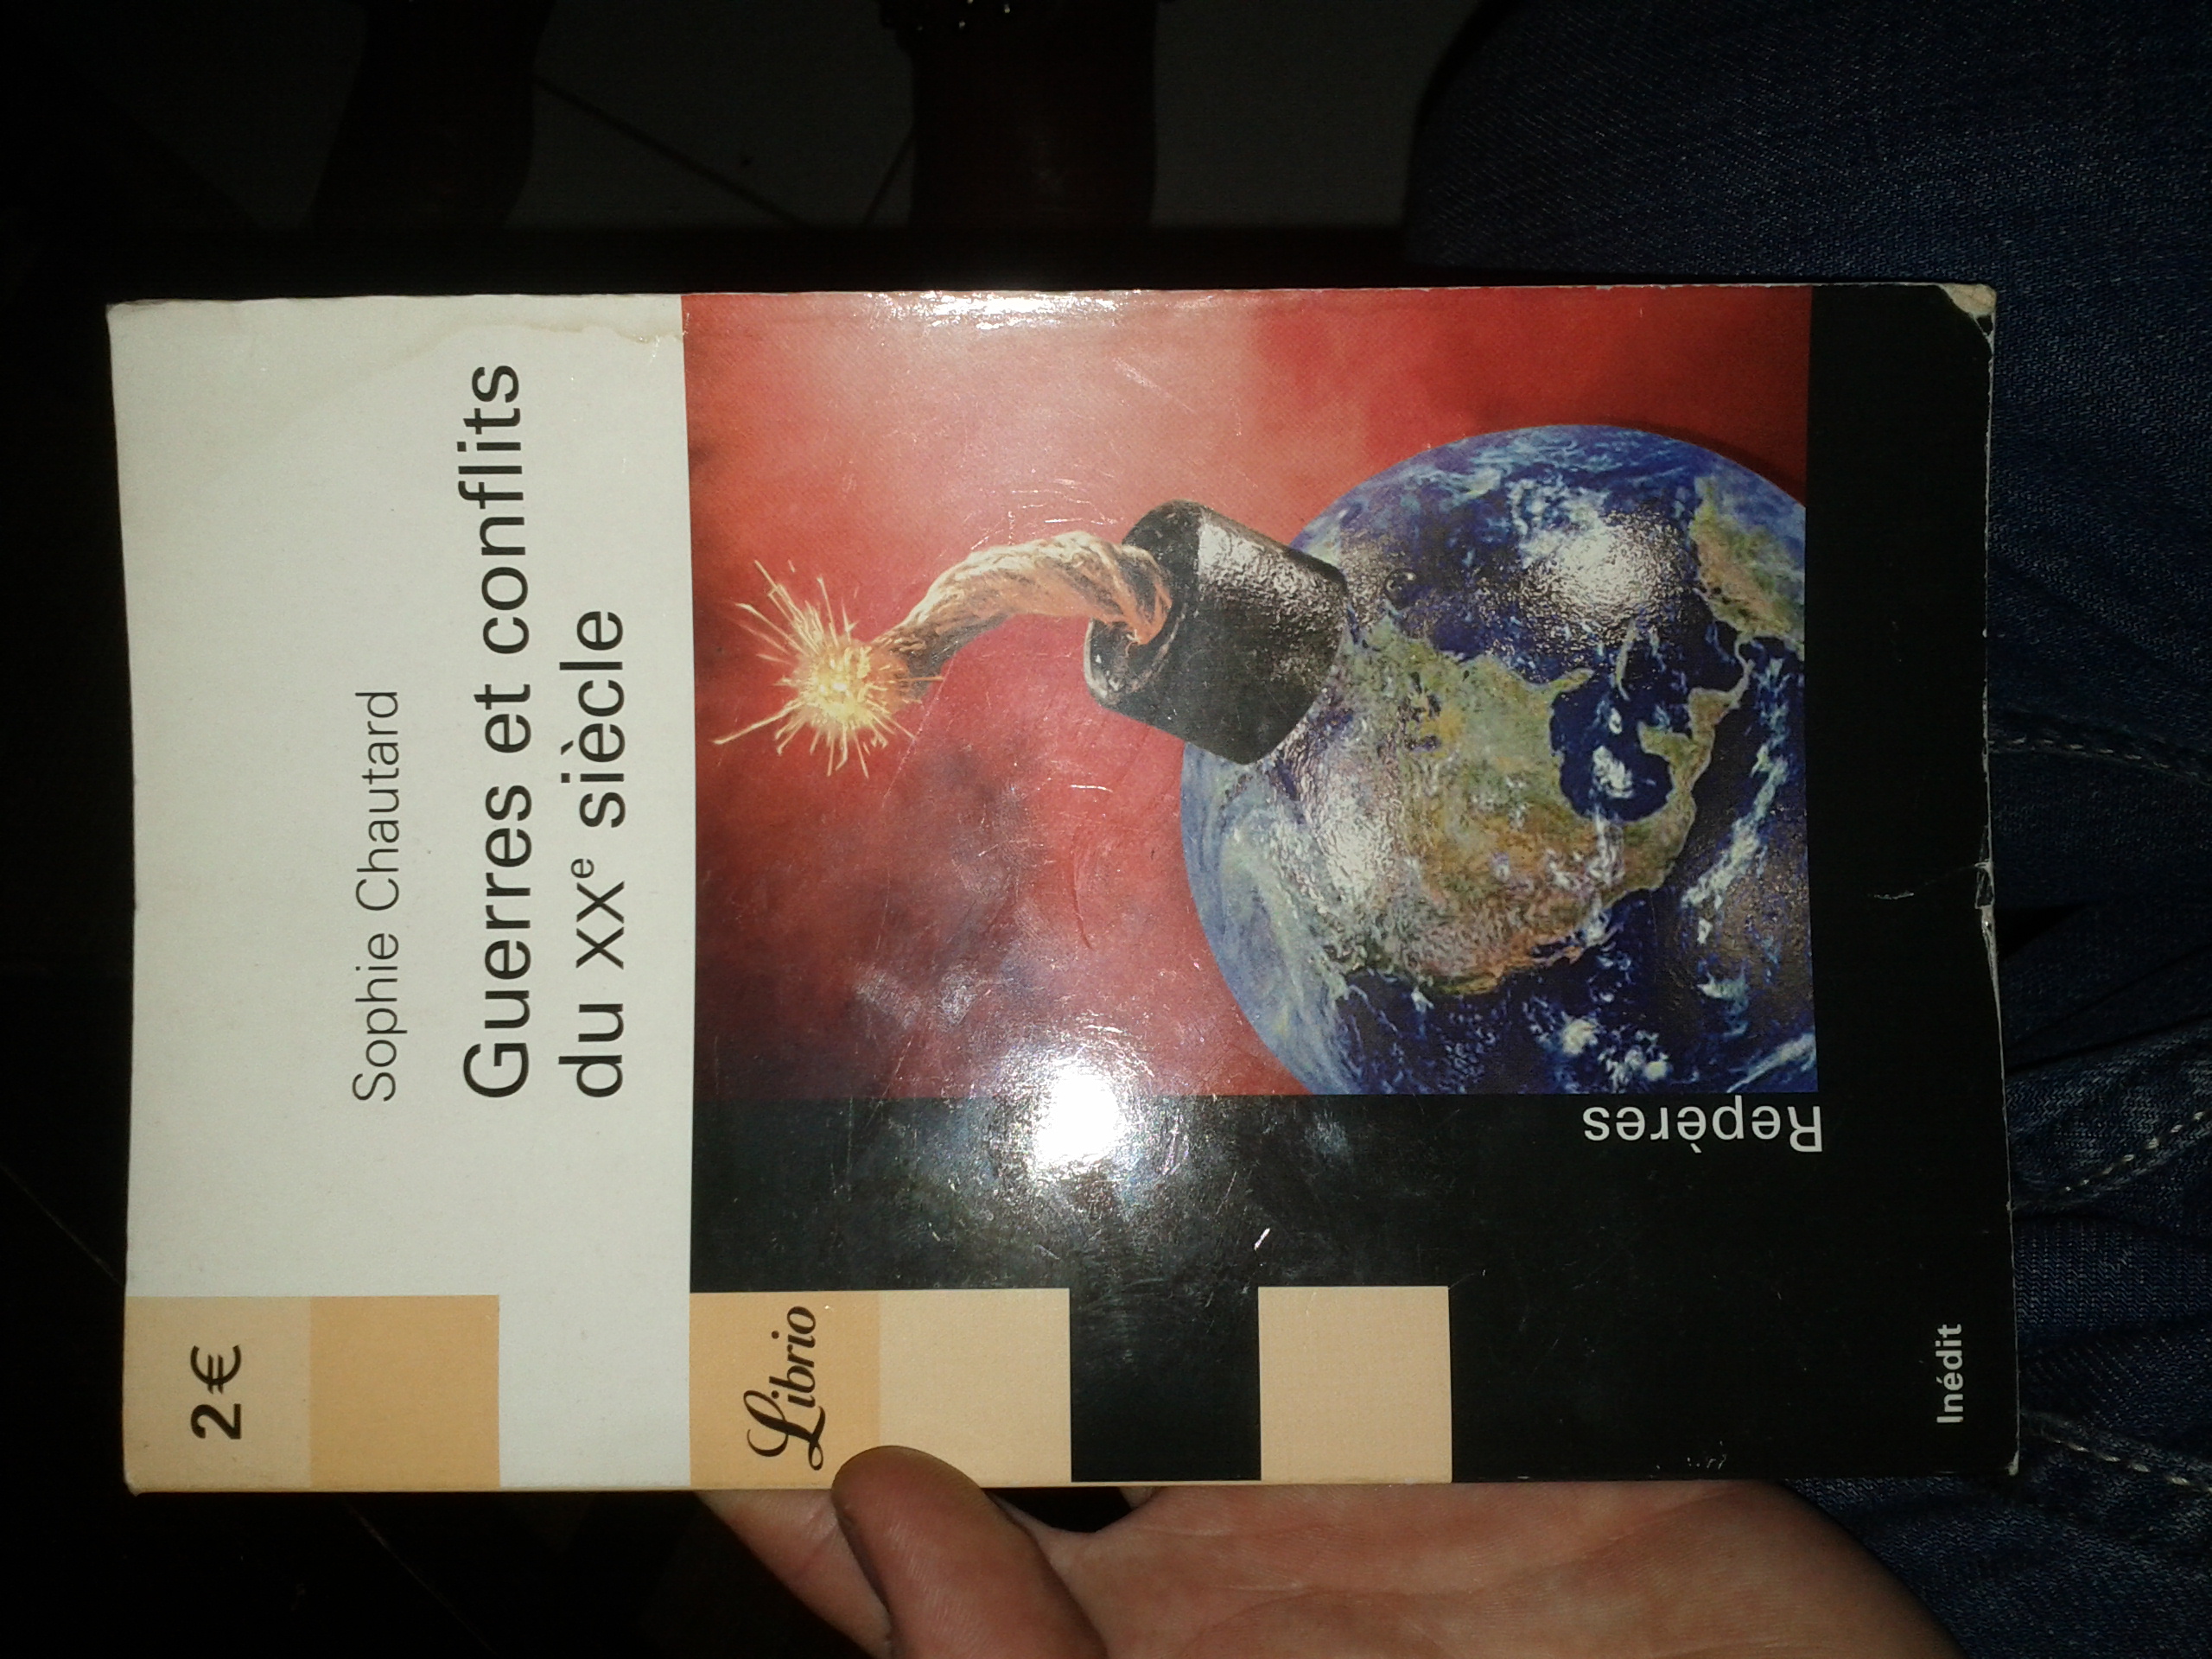 2€
Sophie Chautard
Guerres et conflits
du XXe siècle
Librio
Repères
Inédit